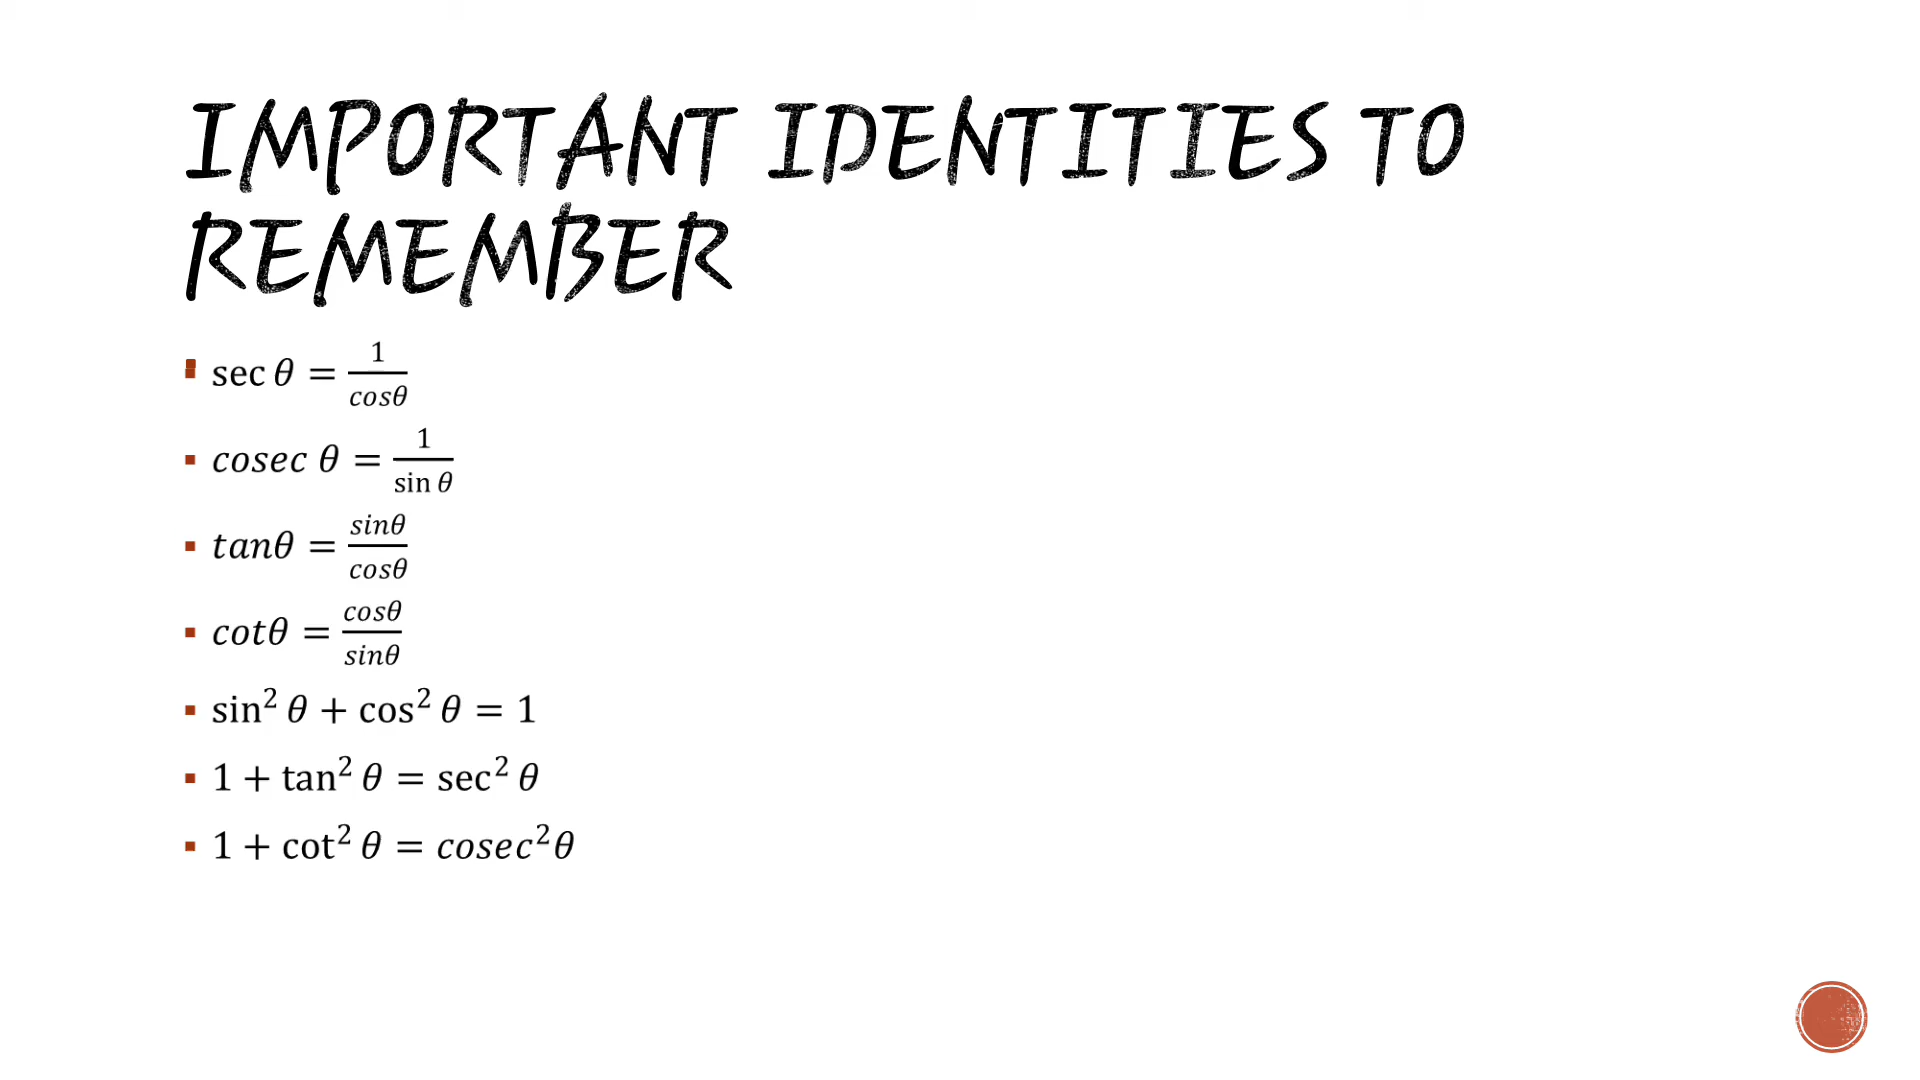 IMPORTANT IDENTITIES TO
REMEMBER
▪ sec θ = 1/cosθ
▪ cosec θ = 1/sin θ
▪ tanθ = sinθ/cosθ
▪ cotθ = cosθ/sinθ
▪ sin² θ + cos² θ = 1
▪ 1 + tan² θ = sec² θ
▪ 1 + cot² θ = cosec²θ